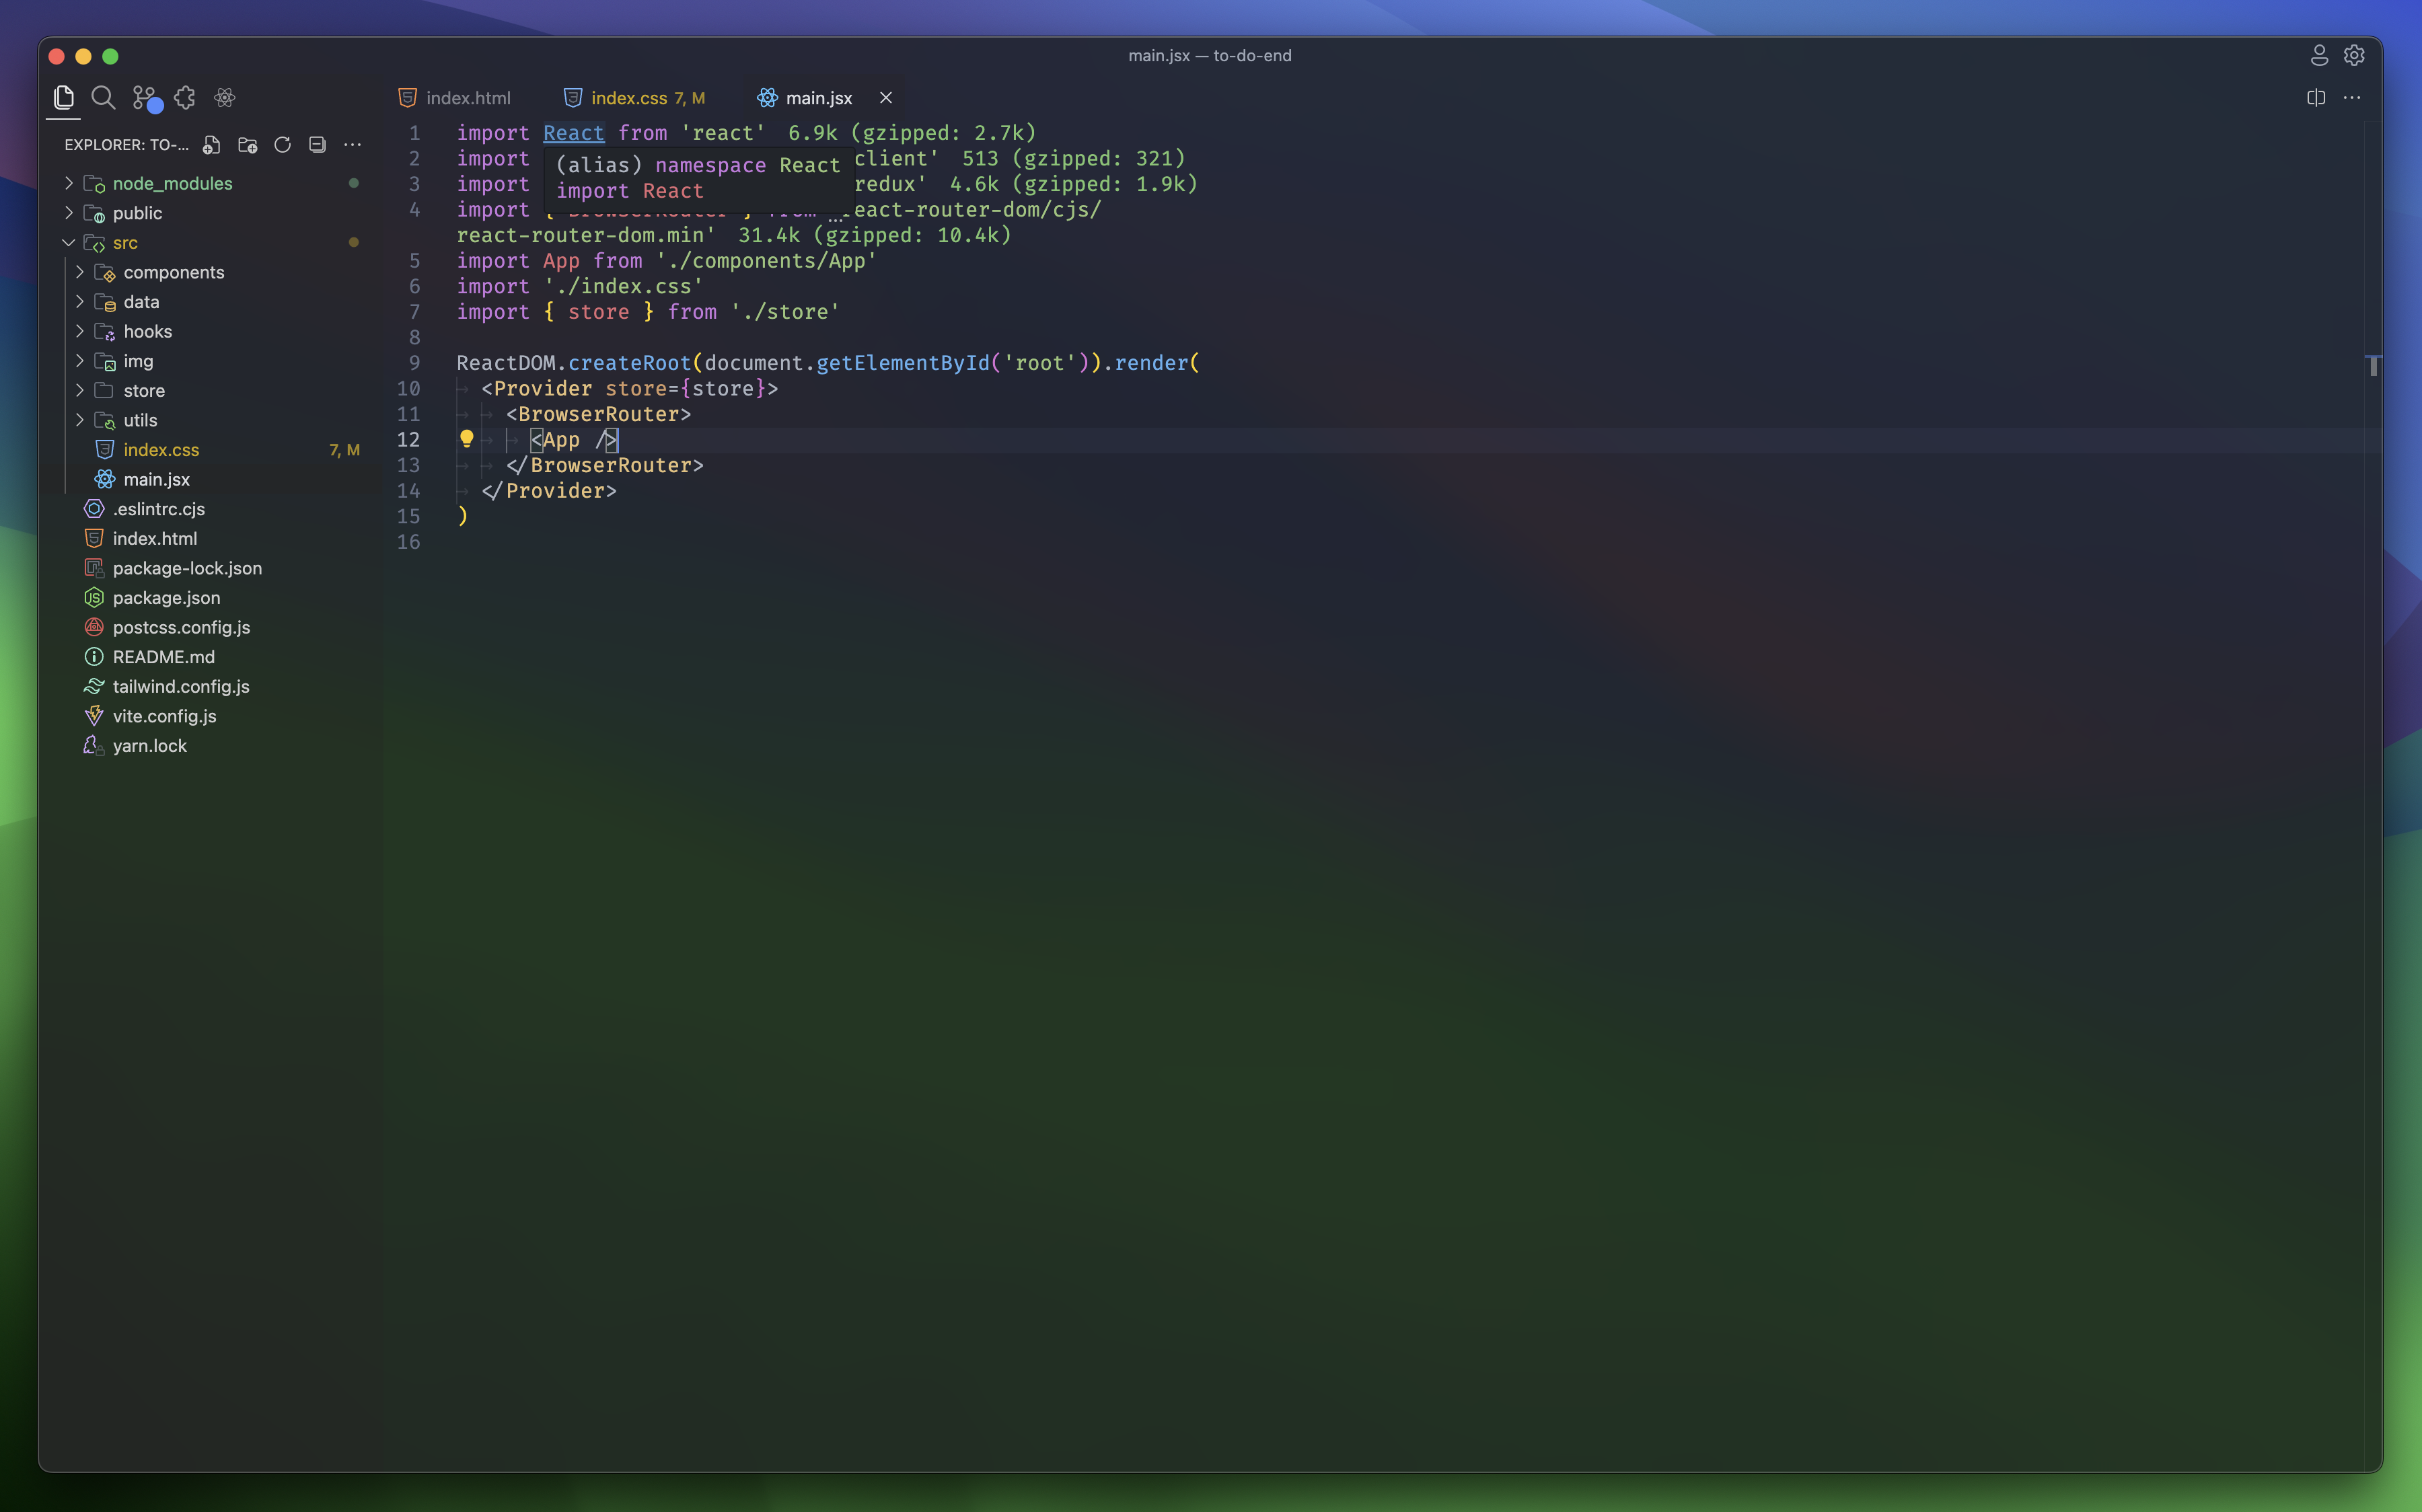 main.jsx — to-do-end
index.html
index.css 7, M
main.jsx
EXPLORER: TO-...
node_modules
public
src
components
data
hooks
img
store
utils
index.css 7, M
main.jsx
.eslintrc.cjs
index.html
package-lock.json
package.json
postcss.config.js
README.md
tailwind.config.js
vite.config.js
yarn.lock
1 import React from 'react' 6.9k (gzipped: 2.7k)
(alias) namespace React
import React
2 import client' 513 (gzipped: 321)
3 import redux' 4.6k (gzipped: 1.9k)
4 import { BrowserRouter } from 'react-router-dom/cjs/
react-router-dom.min' 31.4k (gzipped: 10.4k)
5 import App from './components/App'
6 import './index.css'
7 import { store } from './store'
8
9 ReactDOM.createRoot(document.getElementById('root')).render(
10 <Provider store={store}>
11 <BrowserRouter>
12 <App />
13 </BrowserRouter>
14 </Provider>
15 )
16